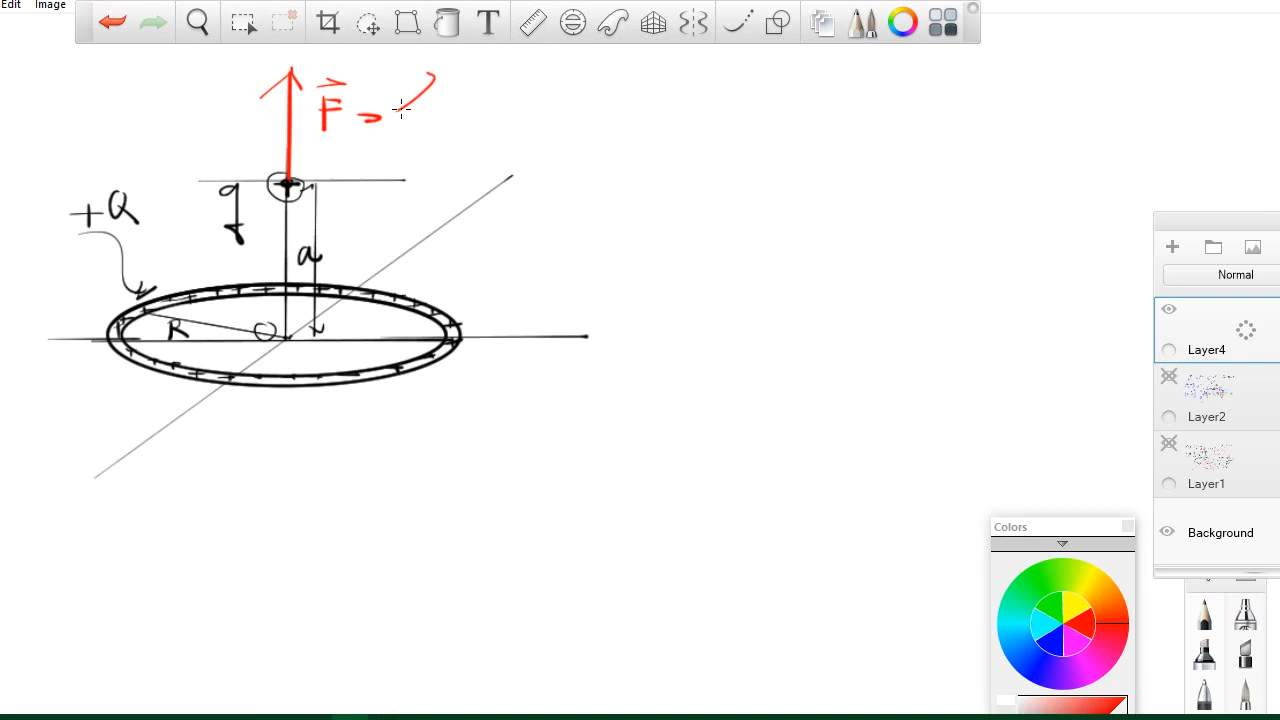 Edit Image
T
F =
+Q
q
a
R
O
Normal
Layer4
Layer2
Layer1
Background
Colors